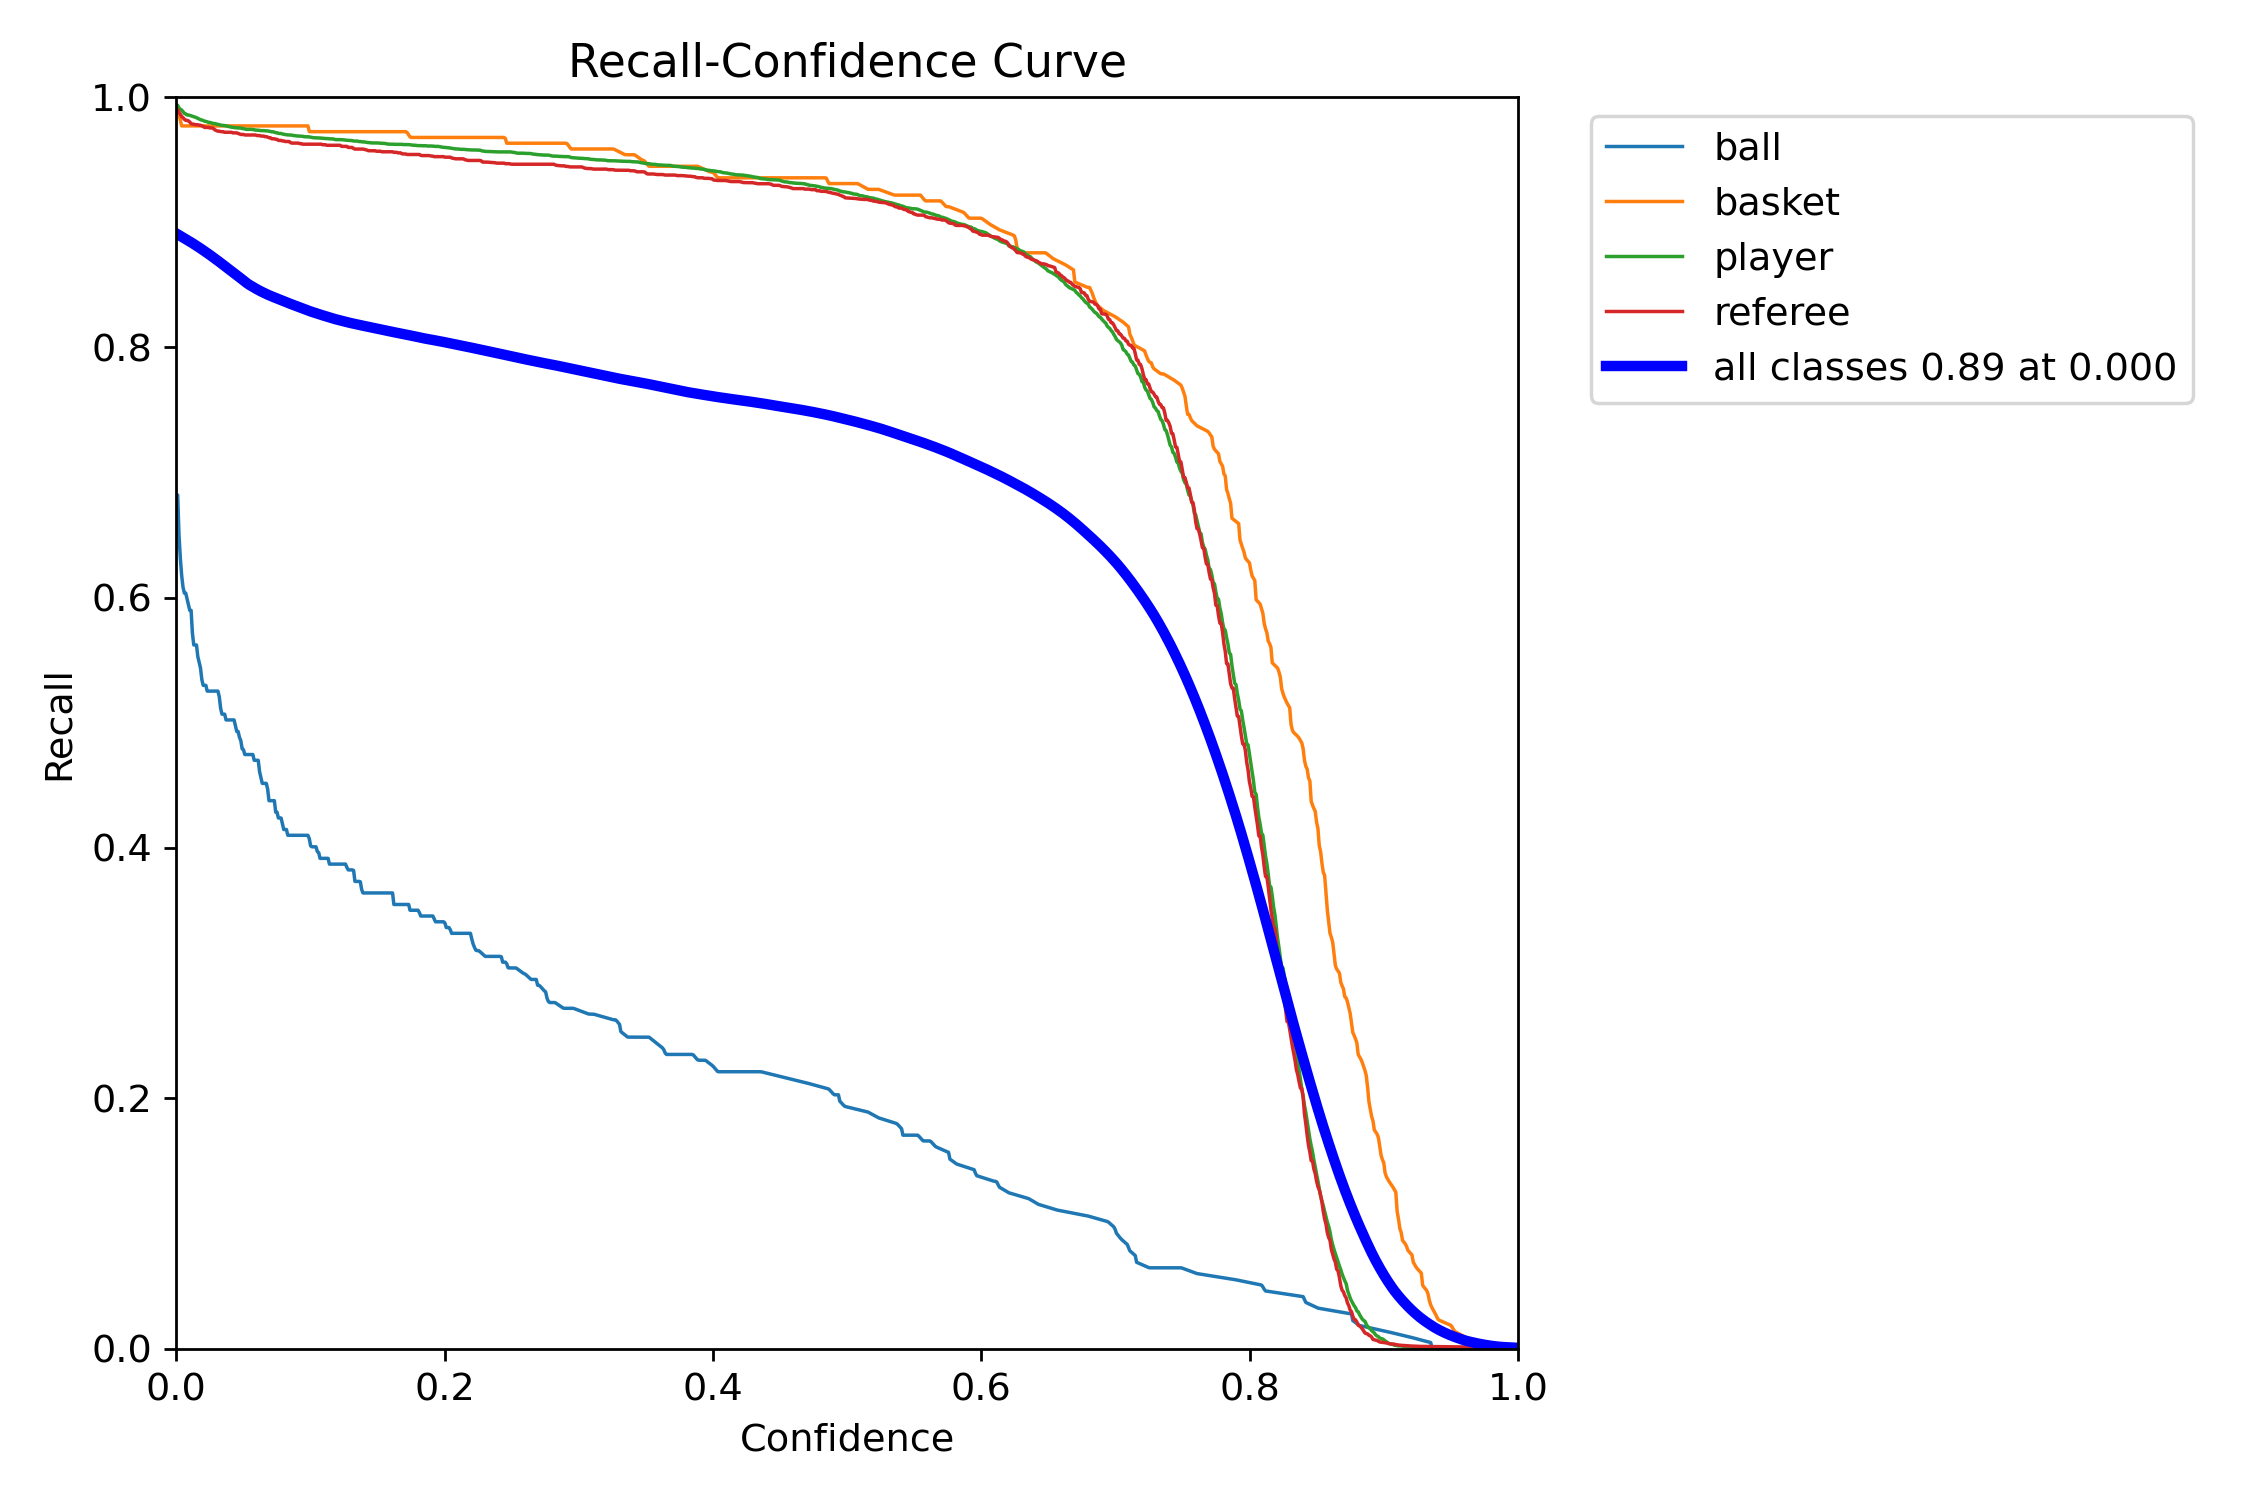 Recall-Confidence Curve
1.0
0.8
0.6
0.4
0.2
0.0
Recall
0.0 0.2 0.4 0.6 0.8 1.0
Confidence
ball
basket
player
referee
all classes 0.89 at 0.000